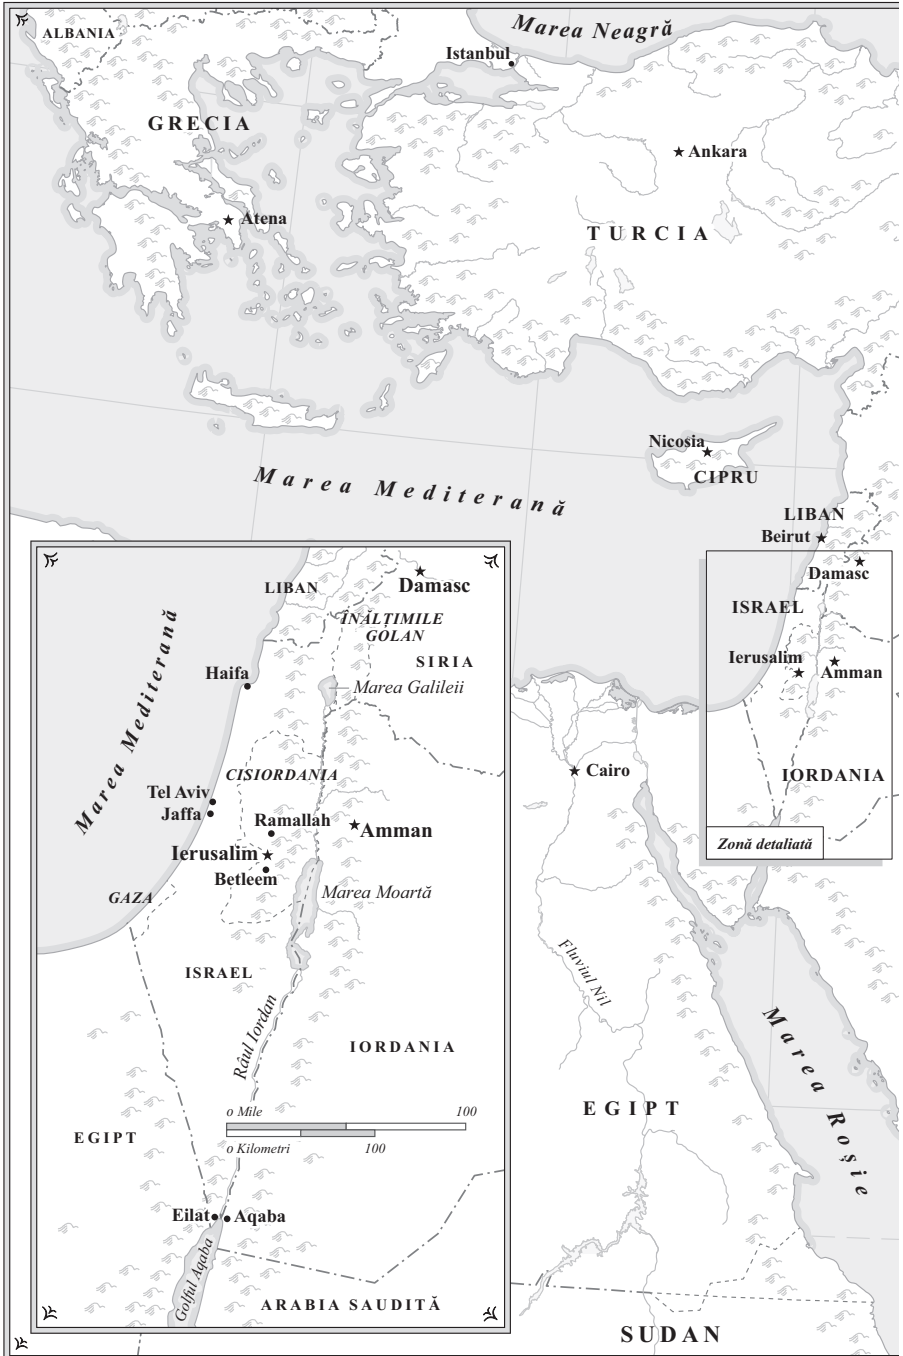 Marea Neagră
ALBANIA
Istanbul
GRECIA
Ankara
Atena
TURCIA
Nicosia
CIPRU
Marea Mediterană
LIBAN
Beirut
Damasc
ISRAEL
Ierusalim
Amman
Cairo
IORDANIA
Zonă detaliată
Fluviul Nil
Marea Roșie
EGIPT
SUDAN
Damasc
LIBAN
ÎNĂLȚIMILE
GOLAN
SIRIA
Marea Mediterană
Haifa
Marea Galileii
CISIORDANIA
Tel Aviv
Jaffa
Ramallah
Amman
Ierusalim
Betleem
Marea Moartă
GAZA
ISRAEL
Râul Iordan
IORDANIA
0 Mile 100
0 Kilometri 100
EGIPT
Eilat
Aqaba
Golful Aqaba
ARABIA SAUDITĂ